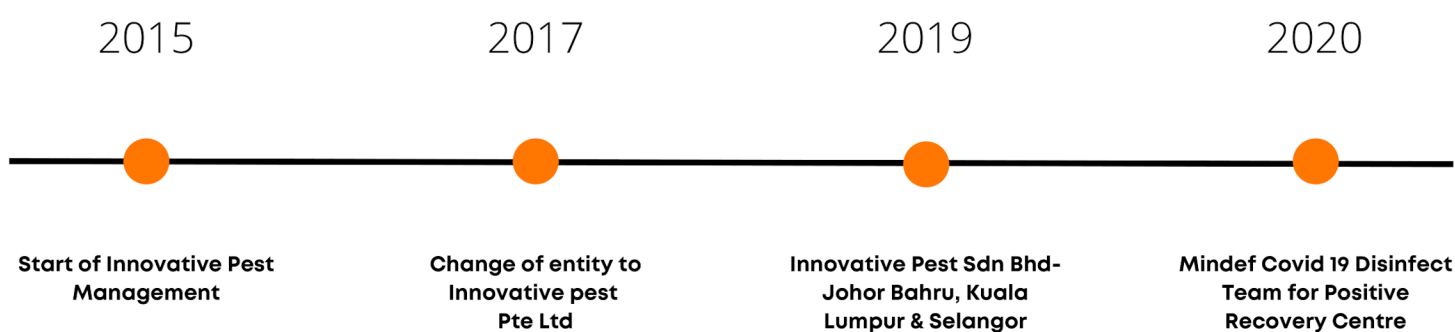 2015
2017
2019
2020
Start of Innovative Pest
Management
Change of entity to
Innovative pest
Pte Ltd
Innovative Pest Sdn Bhd-
Johor Bahru, Kuala
Lumpur & Selangor
Mindef Covid 19 Disinfect
Team for Positive
Recovery Centre